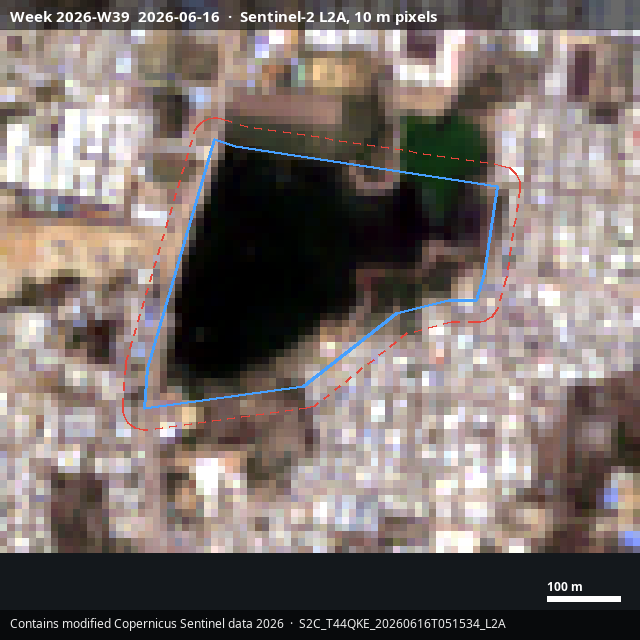 Week 2026-W39  2026-06-16  ·  Sentinel-2 L2A, 10 m pixels
100 m
Contains modified Copernicus Sentinel data 2026  ·  S2C_T44QKE_20260616T051534_L2A